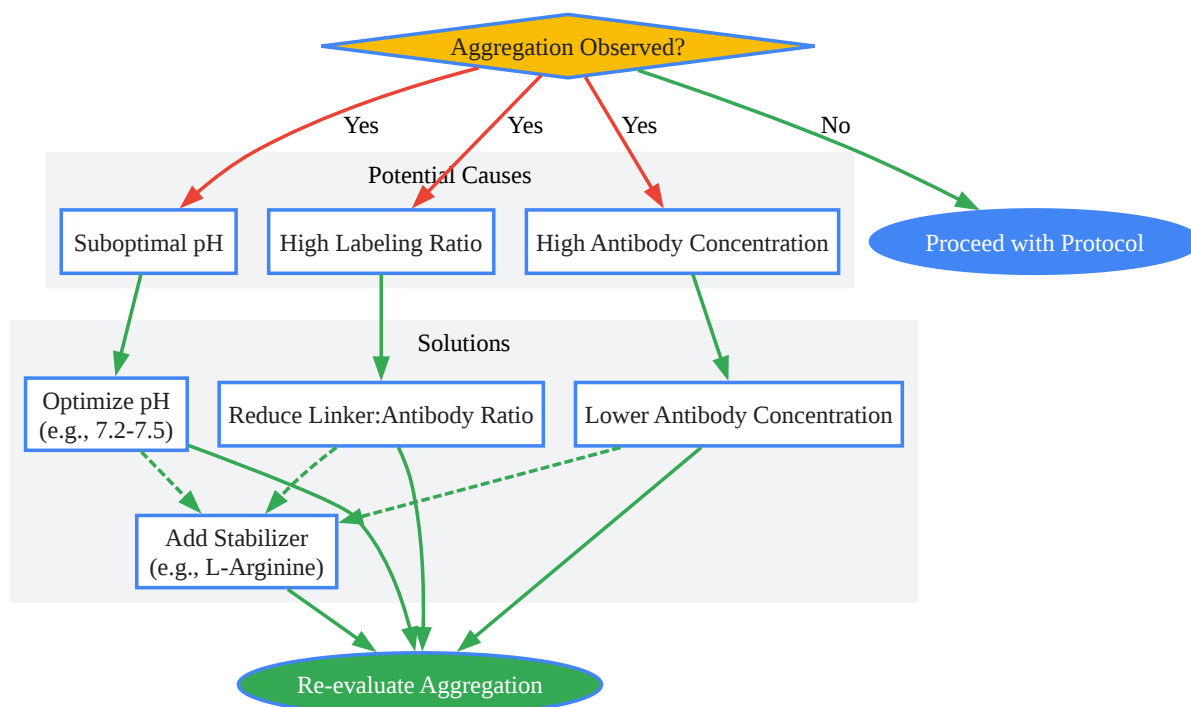 Aggregation Observed?
Yes
Yes
Yes
No
Potential Causes
Suboptimal pH
High Labeling Ratio
High Antibody Concentration
Proceed with Protocol
Solutions
Optimize pH
(e.g., 7.2-7.5)
Reduce Linker:Antibody Ratio
Lower Antibody Concentration
Add Stabilizer
(e.g., L-Arginine)
Re-evaluate Aggregation